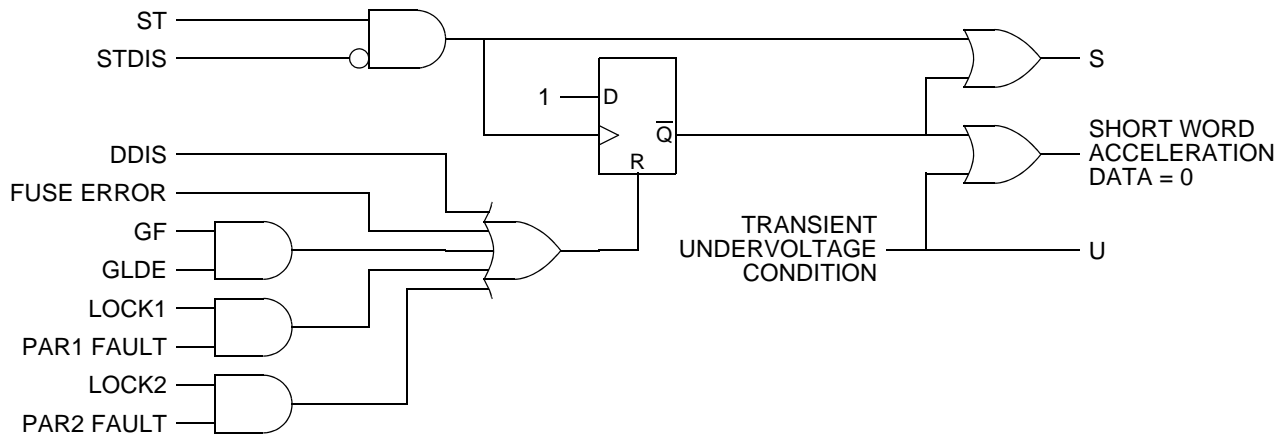 ST
STDIS
S
1
D
Q
R
SHORT WORD
ACCELERATION
DATA = 0
DDIS
FUSE ERROR
GF
GLDE
TRANSIENT
UNDERVOLTAGE
CONDITION
U
LOCK1
PAR1 FAULT
LOCK2
PAR2 FAULT